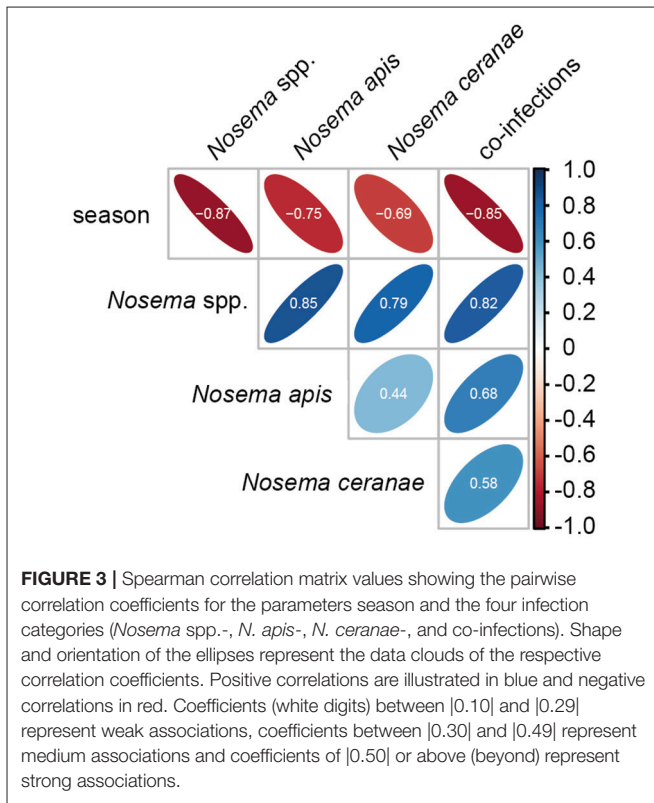 Nosema spp.
Nosema apis
Nosema ceranae
co-infections
season
−0.87 −0.75 −0.69 −0.85
Nosema spp.
0.85 0.79 0.82
Nosema apis
0.44 0.68
Nosema ceranae
0.58
1.0
0.8
0.6
0.4
0.2
0
-0.2
-0.4
-0.6
-0.8
-1.0
FIGURE 3 | Spearman correlation matrix values showing the pairwise
correlation coefficients for the parameters season and the four infection
categories (Nosema spp.-, N. apis-, N. ceranae-, and co-infections). Shape
and orientation of the ellipses represent the data clouds of the respective
correlation coefficients. Positive correlations are illustrated in blue and negative
correlations in red. Coefficients (white digits) between |0.10| and |0.29|
represent weak associations, coefficients between |0.30| and |0.49| represent
medium associations and coefficients of |0.50| or above (beyond) represent
strong associations.